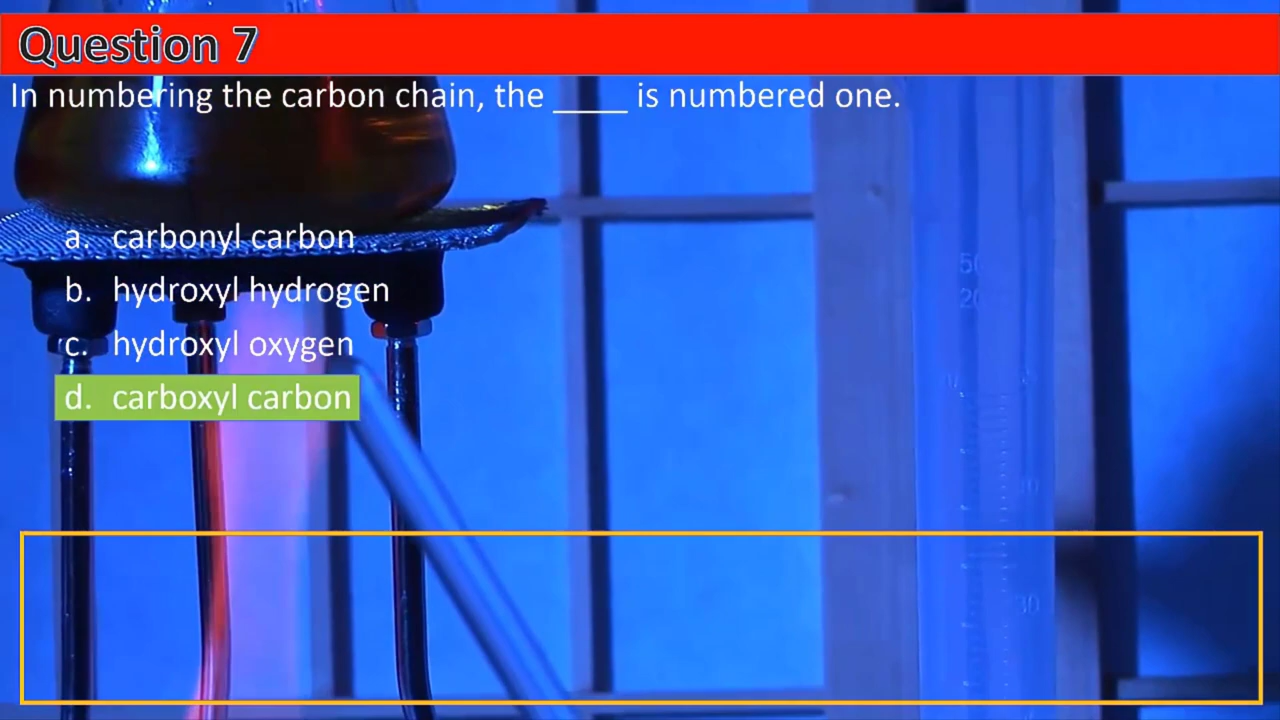 Question 7
In numbering the carbon chain, the _____ is numbered one.
a. carbonyl carbon
b. hydroxyl hydrogen
c. hydroxyl oxygen
d. carboxyl carbon